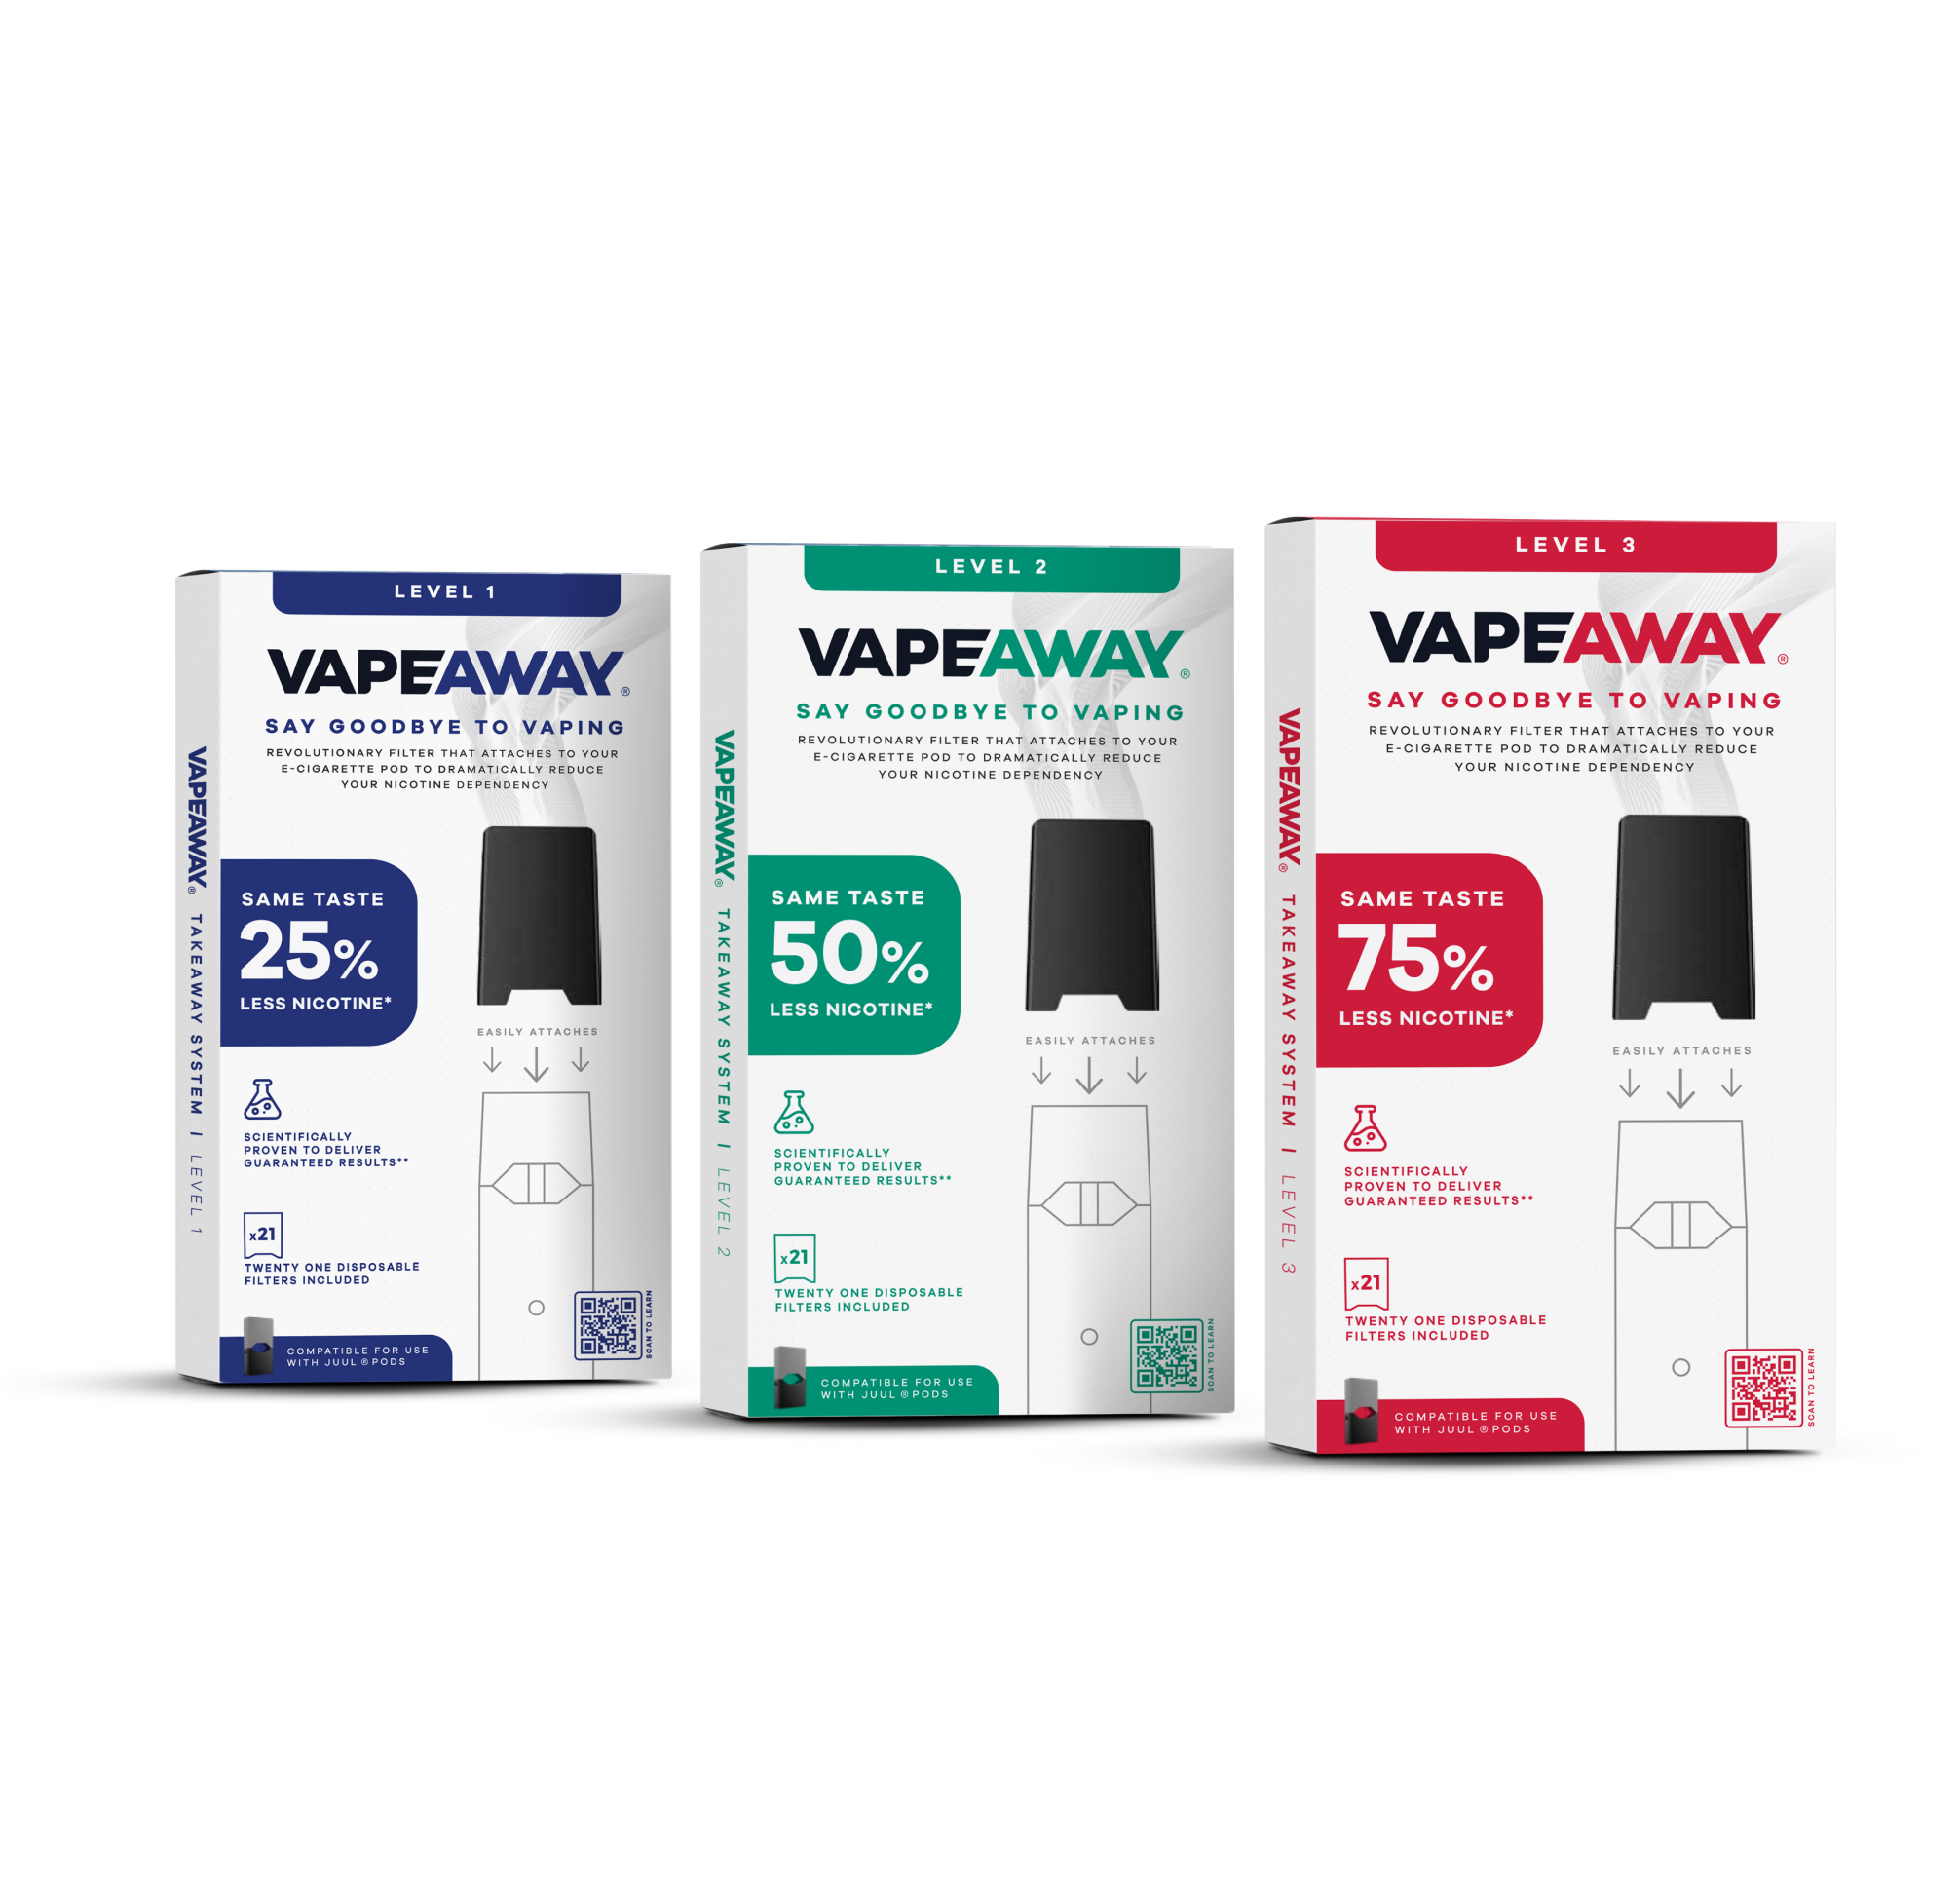 LEVEL 1
VAPEAWAY®
SAY GOODBYE TO VAPING
REVOLUTIONARY FILTER THAT ATTACHES TO YOUR
E-CIGARETTE POD TO DRAMATICALLY REDUCE
YOUR NICOTINE DEPENDENCY
SAME TASTE
25%
LESS NICOTINE*
EASILY ATTACHES
SCIENTIFICALLY
PROVEN TO DELIVER
GUARANTEED RESULTS**
x21
TWENTY ONE DISPOSABLE
FILTERS INCLUDED
COMPATIBLE FOR USE
WITH JUUL ® PODS
SCAN TO LEARN
VAPEAWAY® TAKEAWAY SYSTEM | LEVEL 1
LEVEL 2
VAPEAWAY®
SAY GOODBYE TO VAPING
REVOLUTIONARY FILTER THAT ATTACHES TO YOUR
E-CIGARETTE POD TO DRAMATICALLY REDUCE
YOUR NICOTINE DEPENDENCY
SAME TASTE
50%
LESS NICOTINE*
EASILY ATTACHES
SCIENTIFICALLY
PROVEN TO DELIVER
GUARANTEED RESULTS**
x21
TWENTY ONE DISPOSABLE
FILTERS INCLUDED
COMPATIBLE FOR USE
WITH JUUL ® PODS
SCAN TO LEARN
VAPEAWAY® TAKEAWAY SYSTEM | LEVEL 2
LEVEL 3
VAPEAWAY®
SAY GOODBYE TO VAPING
REVOLUTIONARY FILTER THAT ATTACHES TO YOUR
E-CIGARETTE POD TO DRAMATICALLY REDUCE
YOUR NICOTINE DEPENDENCY
SAME TASTE
75%
LESS NICOTINE*
EASILY ATTACHES
SCIENTIFICALLY
PROVEN TO DELIVER
GUARANTEED RESULTS**
x21
TWENTY ONE DISPOSABLE
FILTERS INCLUDED
COMPATIBLE FOR USE
WITH JUUL ® PODS
SCAN TO LEARN
VAPEAWAY® TAKEAWAY SYSTEM | LEVEL 3